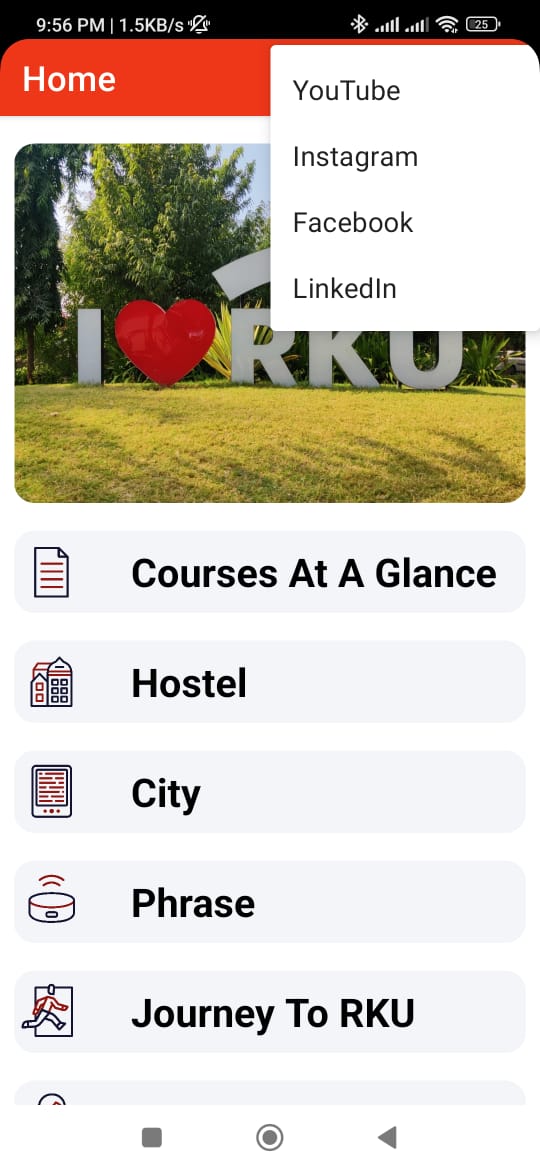 9:56 PM | 1.5KB/s
25
Home
YouTube
Instagram
Facebook
LinkedIn
I RKU
Courses At A Glance
Hostel
City
Phrase
Journey To RKU